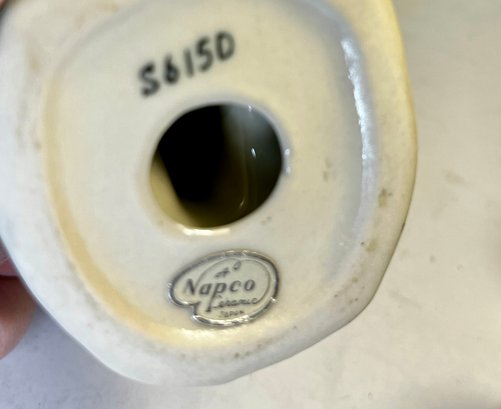 S615D
A
Napco
Ceramic
JAPAN